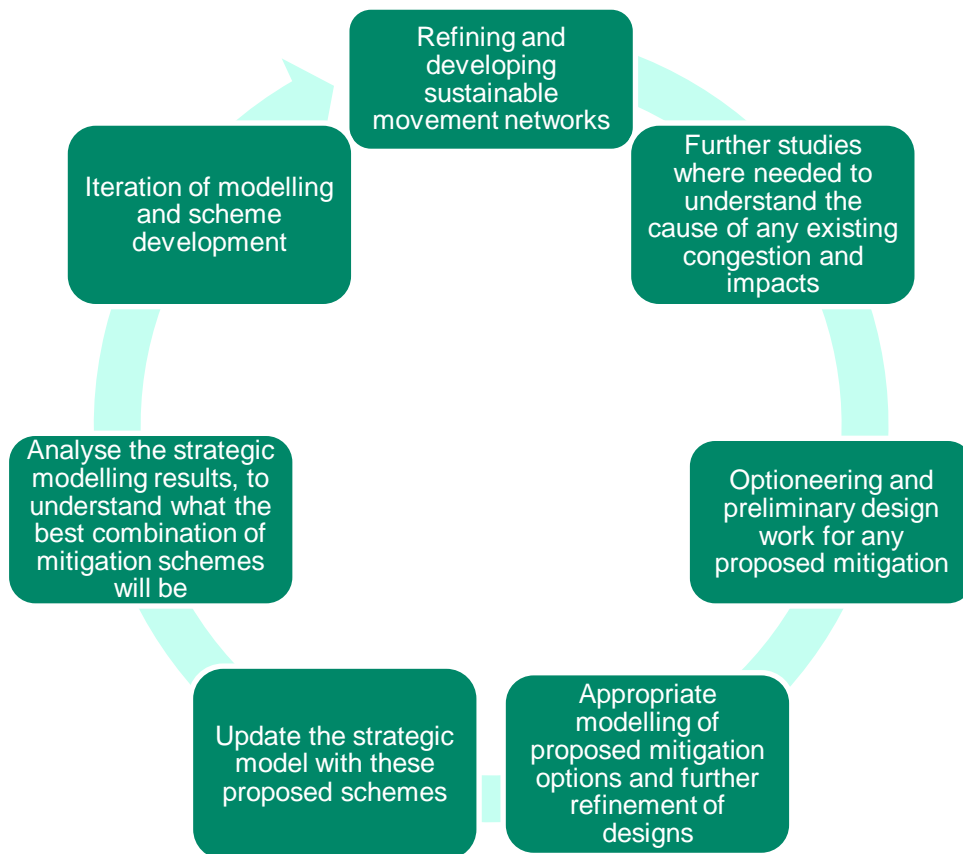 Refining and
developing
sustainable
movement networks
Further studies
where needed to
understand the
cause of any existing
congestion and
impacts
Optioneering and
preliminary design
work for any
proposed mitigation
Appropriate
modelling of
proposed mitigation
options and further
refinement of
designs
Update the strategic
model with these
proposed schemes
Analyse the strategic
modelling results, to
understand what the
best combination of
mitigation schemes
will be
Iteration of modelling
and scheme
development